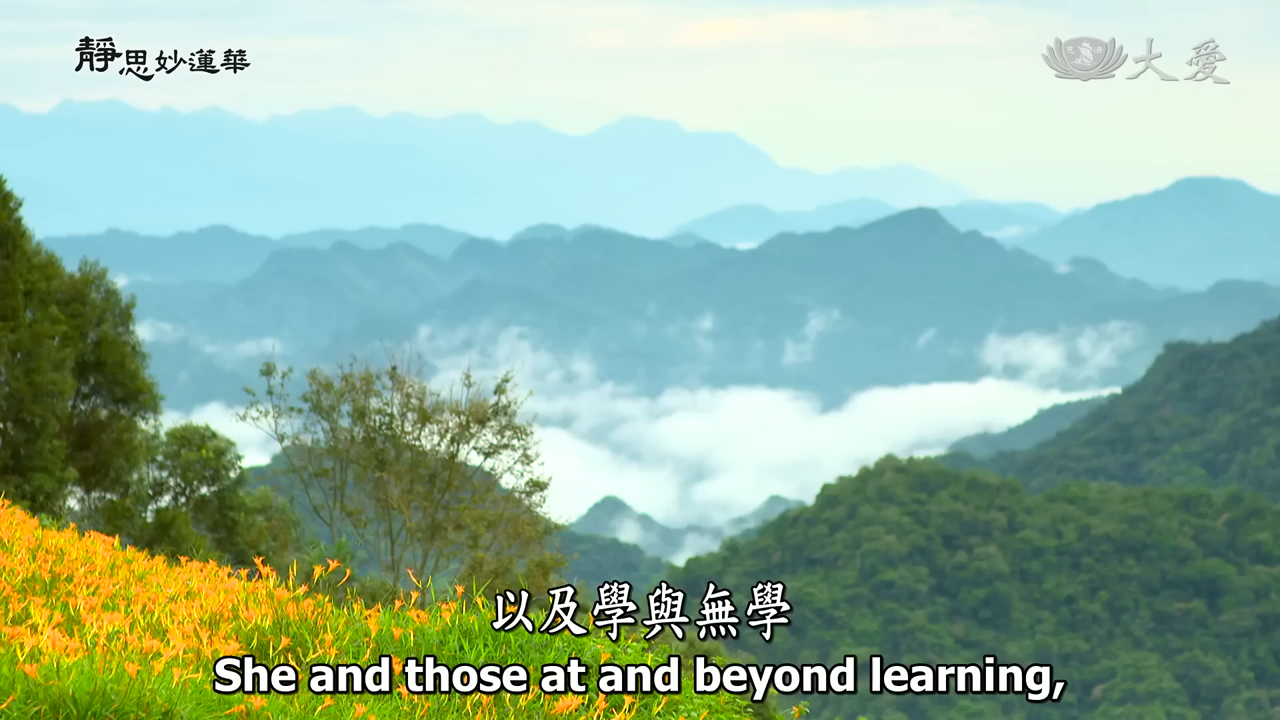 靜思妙蓮華
大愛
以及學與無學
She and those at and beyond learning,